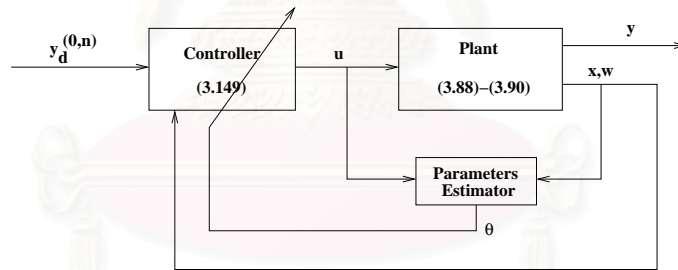 y_d^(0,n)
Controller
(3.149)
u
Plant
(3.88)–(3.90)
y
x,w
Parameters
Estimator
θ